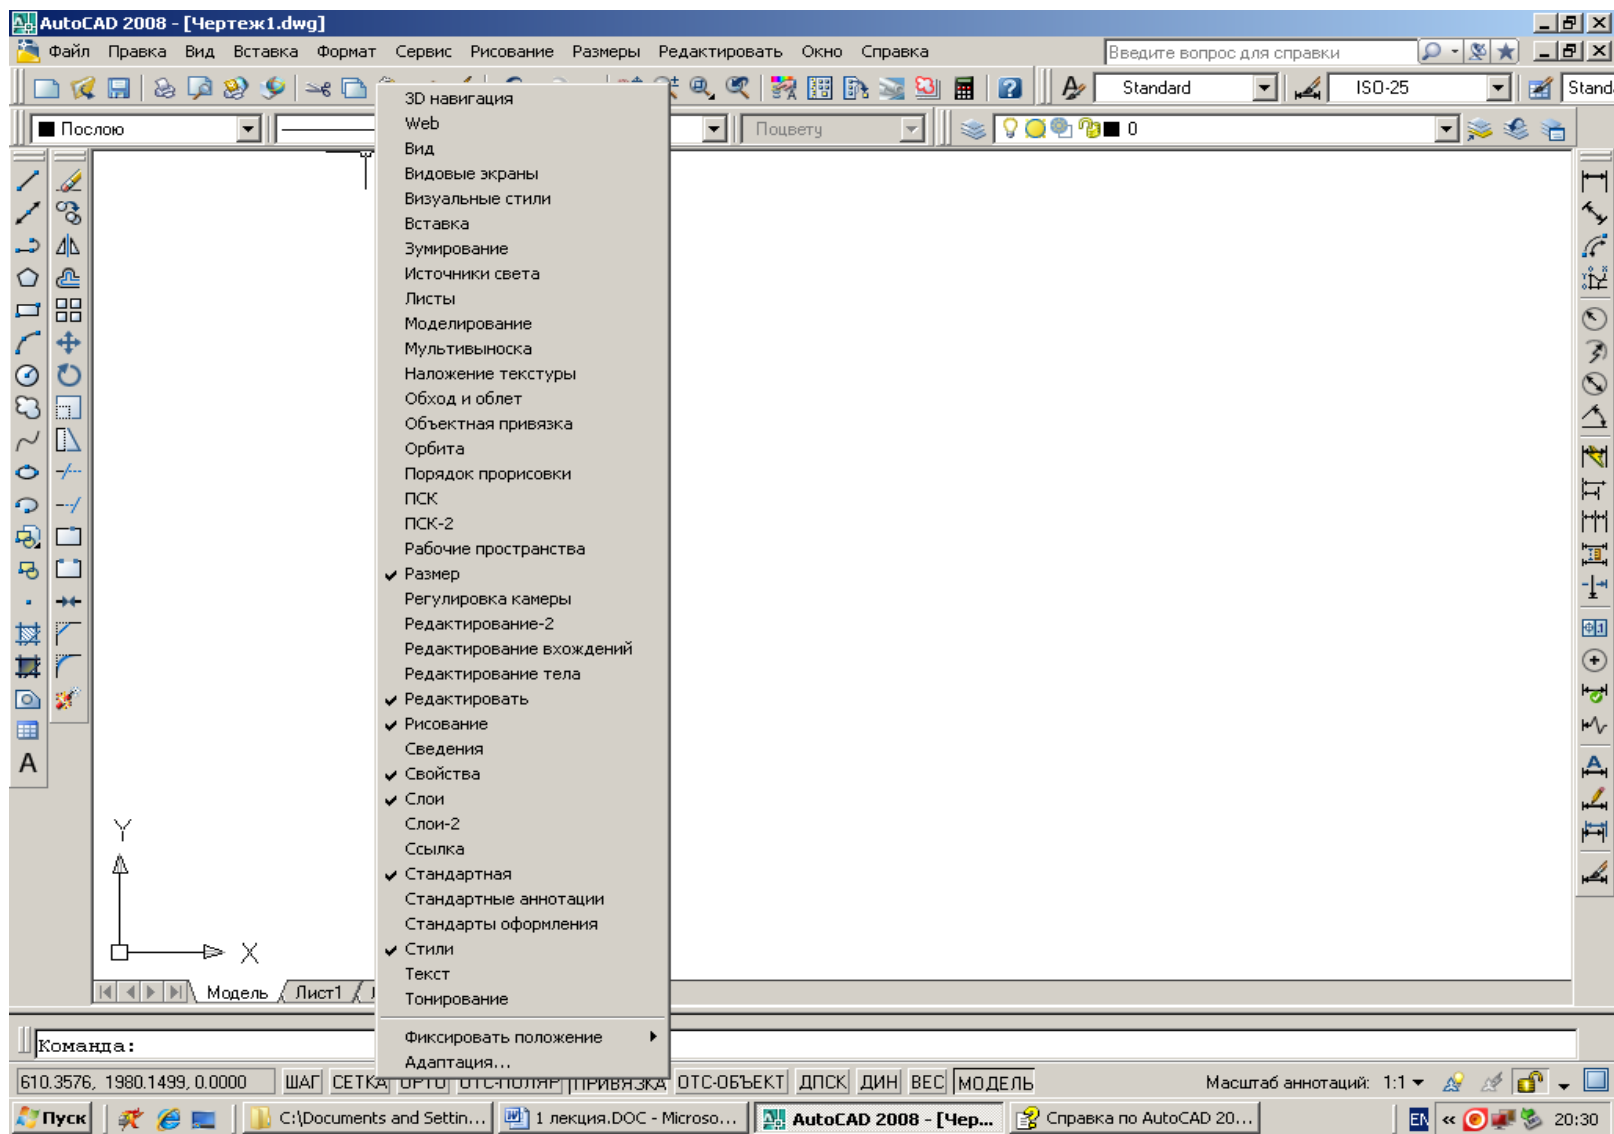 AutoCAD 2008 - [Чертеж1.dwg]
Файл Правка Вид Вставка Формат Сервис Рисование Размеры Редактировать Окно Справка Введите вопрос для справки
Standard ISO-25 Stand
Послою Поцвету 0
3D навигация
Web
Вид
Видовые экраны
Визуальные стили
Вставка
Зумирование
Источники света
Листы
Моделирование
Мультивыноска
Наложение текстуры
Обход и облет
Объектная привязка
Орбита
Порядок прорисовки
ПСК
ПСК-2
Рабочие пространства
Размер
Регулировка камеры
Редактирование-2
Редактирование вхождений
Редактирование тела
Редактировать
Рисование
Сведения
Свойства
Слои
Слои-2
Ссылка
Стандартная
Стандартные аннотации
Стандарты оформления
Стили
Текст
Тонирование
Фиксировать положение
Адаптация...
A
Y
X
Модель Лист1
Команда:
610.3576, 1980.1499, 0.0000 ШАГ СЕТКА ОРТО ОТС-ПОЛЯР ПРИВЯЗКА ОТС-ОБЪЕКТ ДПСК ДИН ВЕС МОДЕЛЬ Масштаб аннотаций: 1:1
Пуск C:\Documents and Settin... 1 лекция.DOC - Microso... AutoCAD 2008 - [Чер... Справка по AutoCAD 20... EN « 20:30